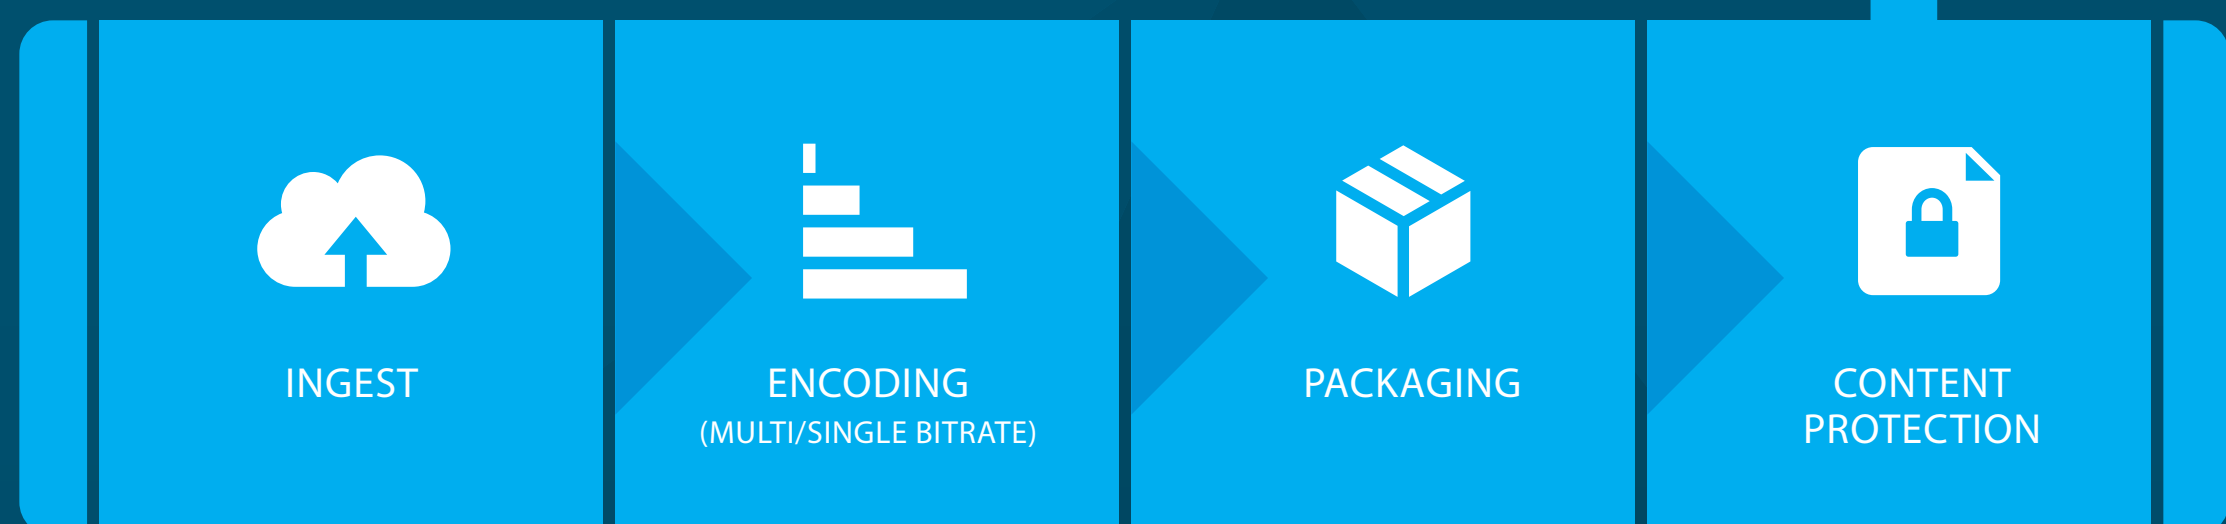 INGEST
ENCODING
(MULTI/SINGLE BITRATE)
PACKAGING
CONTENT
PROTECTION